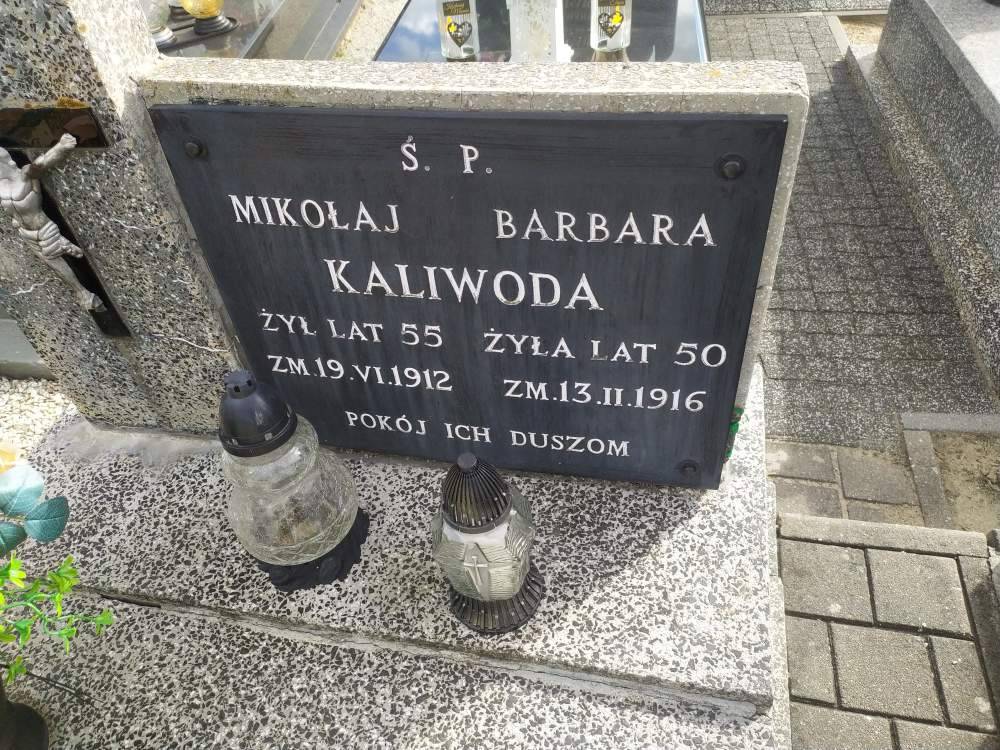 Ś. P.
MIKOŁAJ BARBARA
KALIWODA
ŻYŁ LAT 55 ŻYŁA LAT 50
ZM. 19.VI.1912 ZM. 13.II.1916
POKÓJ ICH DUSZOM